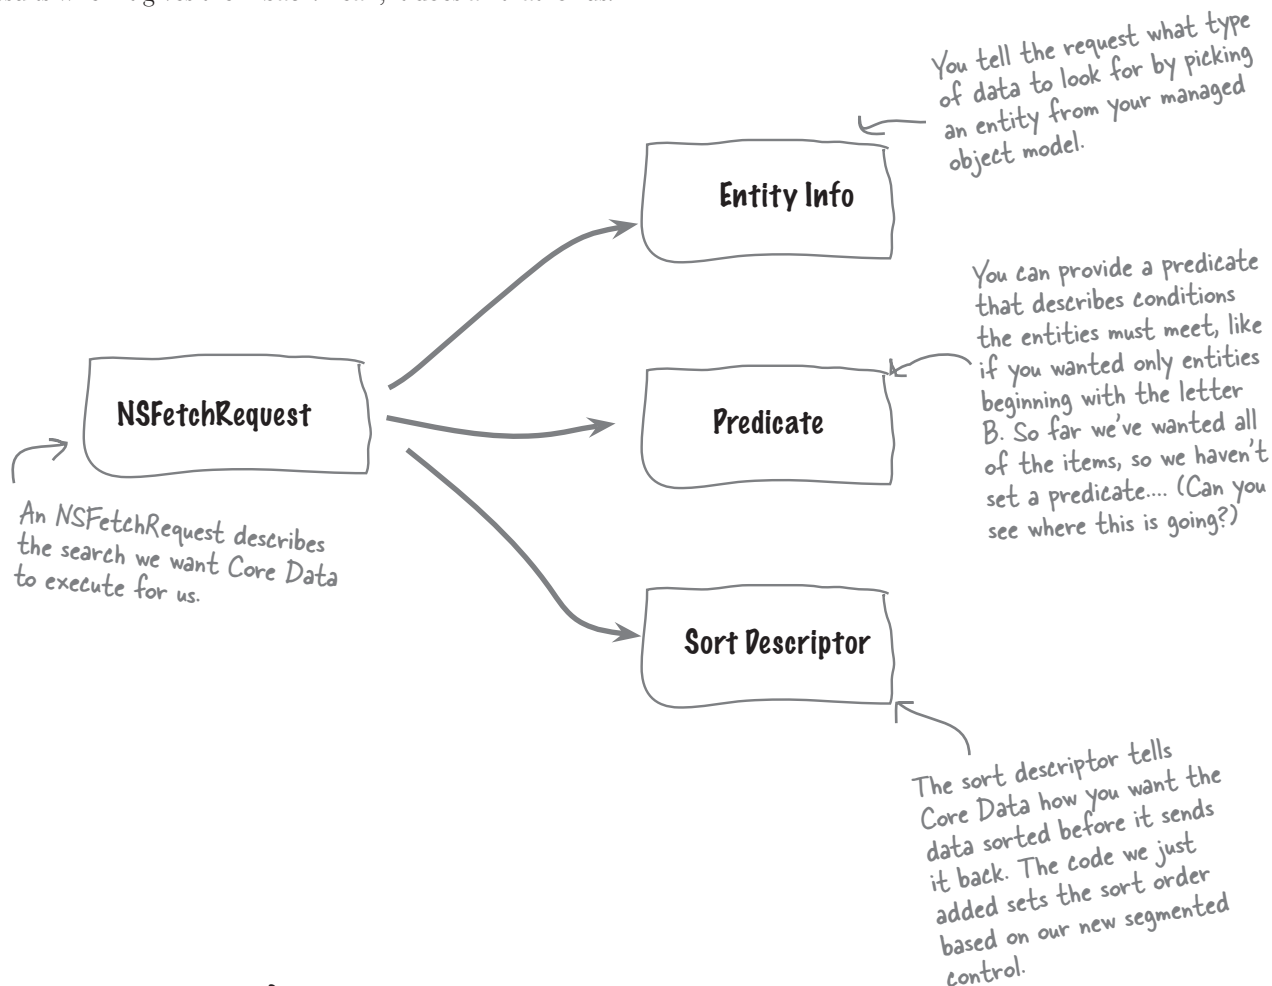 You tell the request what type
of data to look for by picking
an entity from your managed
object model.
Entity Info
You can provide a predicate
that describes conditions
the entities must meet, like
if you wanted only entities
beginning with the letter
B. So far we've wanted all
of the items, so we haven't
set a predicate.... (Can you
see where this is going?)
NSFetchRequest
Predicate
An NSFetchRequest describes
the search we want Core Data
to execute for us.
Sort Descriptor
The sort descriptor tells
Core Data how you want the
data sorted before it sends
it back. The code we just
added sets the sort order
based on our new segmented
control.